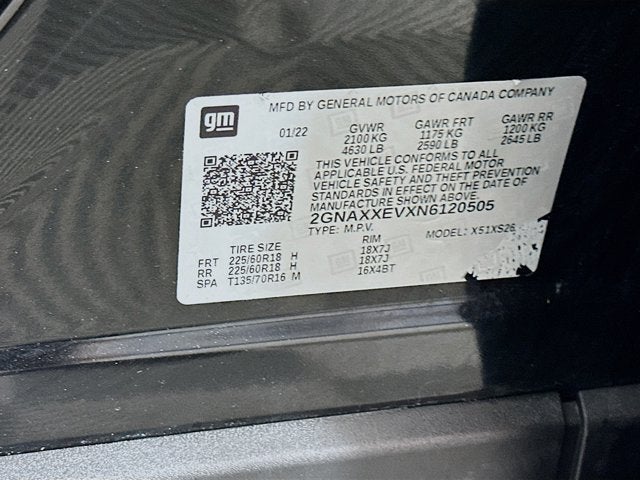 gm
MFD BY GENERAL MOTORS OF CANADA COMPANY
01/22 GVWR GAWR FRT GAWR RR
2100 KG 1175 KG 1200 KG
4630 LB 2590 LB 2645 LB
THIS VEHICLE CONFORMS TO ALL
APPLICABLE U.S. FEDERAL MOTOR
VEHICLE SAFETY AND THEFT PREVENTION
STANDARDS IN EFFECT ON THE DATE OF
MANUFACTURE SHOWN ABOVE.
2GNAXXEVXN6120505
TYPE: M.P.V. MODEL: X51XS26
TIRE SIZE RIM
FRT 225/60R18 H 18X7J
RR 225/60R18 H 18X7J
SPA T135/70R16 M 16X4BT